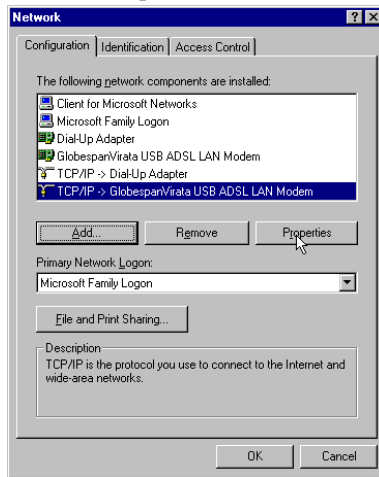 Network
Configuration Identification Access Control
The following network components are installed:
Client for Microsoft Networks
Microsoft Family Logon
Dial-Up Adapter
GlobespanVirata USB ADSL LAN Modem
TCP/IP -> Dial-Up Adapter
TCP/IP -> GlobespanVirata USB ADSL LAN Modem
Add... Remove Properties
Primary Network Logon:
Microsoft Family Logon
File and Print Sharing...
Description
TCP/IP is the protocol you use to connect to the Internet and
wide-area networks.
OK Cancel